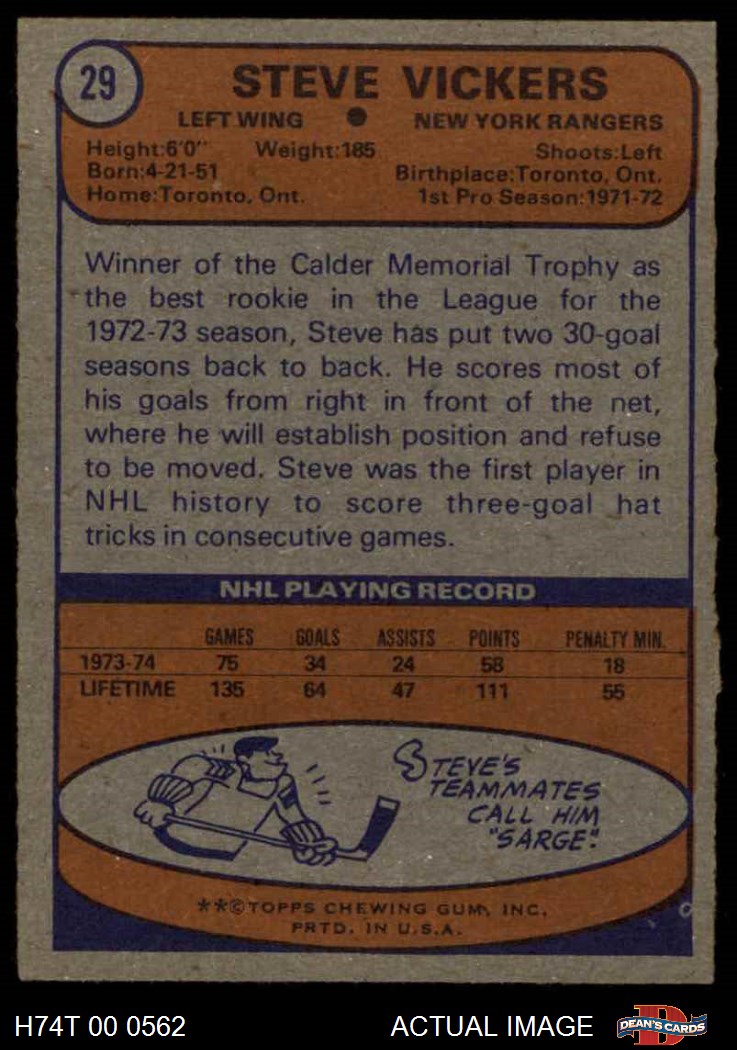 29
STEVE VICKERS
LEFT WING ● NEW YORK RANGERS
Height:6'0" Weight:185 Shoots:Left
Born:4-21-51 Birthplace:Toronto, Ont.
Home:Toronto, Ont. 1st Pro Season:1971-72
Winner of the Calder Memorial Trophy as
the best rookie in the League for the
1972-73 season, Steve has put two 30-goal
seasons back to back. He scores most of
his goals from right in front of the net,
where he will establish position and refuse
to be moved. Steve was the first player in
NHL history to score three-goal hat
tricks in consecutive games.
NHL PLAYING RECORD
GAMES GOALS ASSISTS POINTS PENALTY MIN.
1973-74 75 34 24 58 18
LIFETIME 135 64 47 111 55
STEVE'S
TEAMMATES
CALL HIM
"SARGE."
**©TOPPS CHEWING GUM, INC.
PRTD. IN U.S.A.
H74T 00 0562 ACTUAL IMAGE
D
DEAN'S CARDS